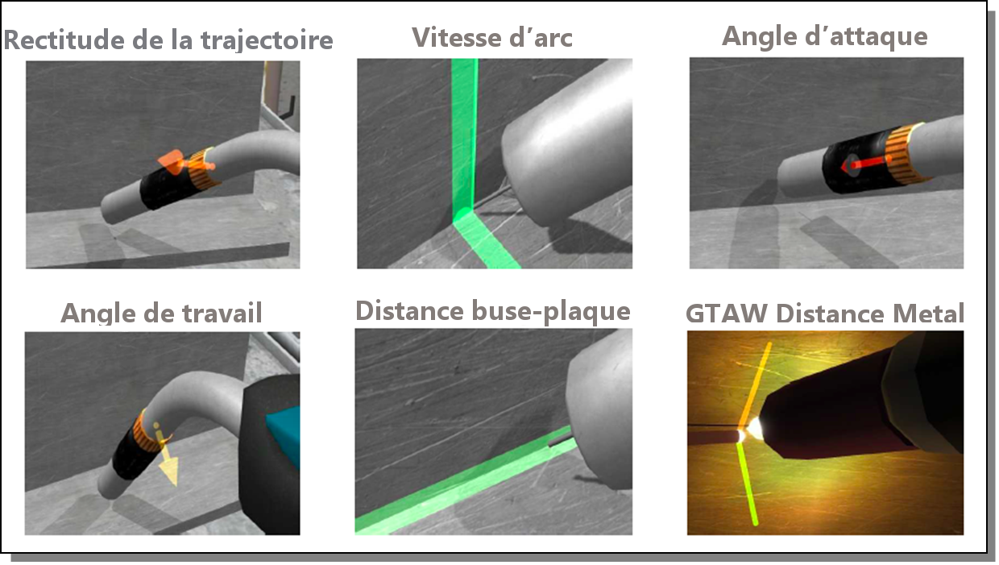 Rectitude de la trajectoire
Vitesse d’arc
Angle d’attaque
Angle de travail
Distance buse-plaque
GTAW Distance Metal